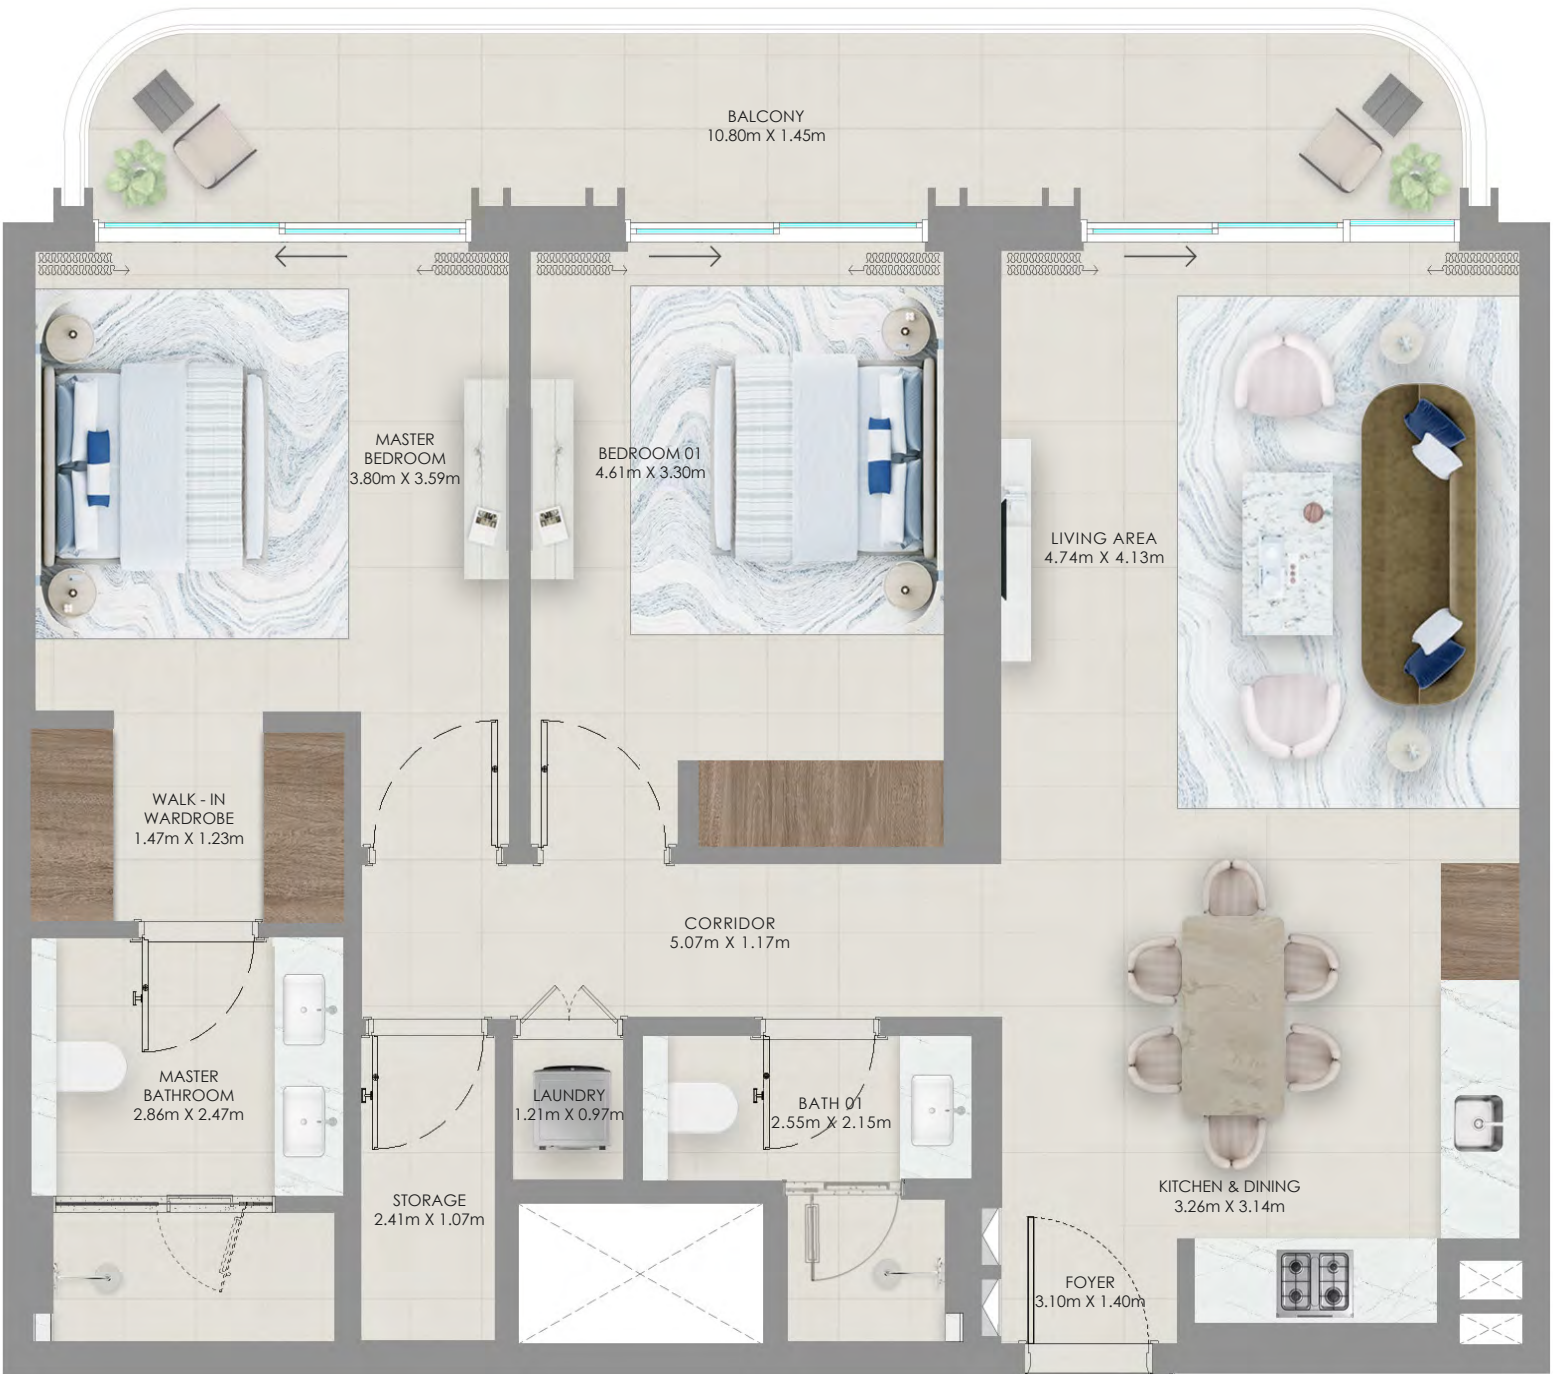 BALCONY
10.80m X 1.45m
MASTER
BEDROOM
3.80m X 3.59m
BEDROOM 01
4.61m X 3.30m
LIVING AREA
4.74m X 4.13m
WALK - IN
WARDROBE
1.47m X 1.23m
CORRIDOR
5.07m X 1.17m
MASTER
BATHROOM
2.86m X 2.47m
LAUNDRY
1.21m X 0.97m
BATH 01
2.55m X 2.15m
STORAGE
2.41m X 1.07m
KITCHEN & DINING
3.26m X 3.14m
FOYER
3.10m X 1.40m